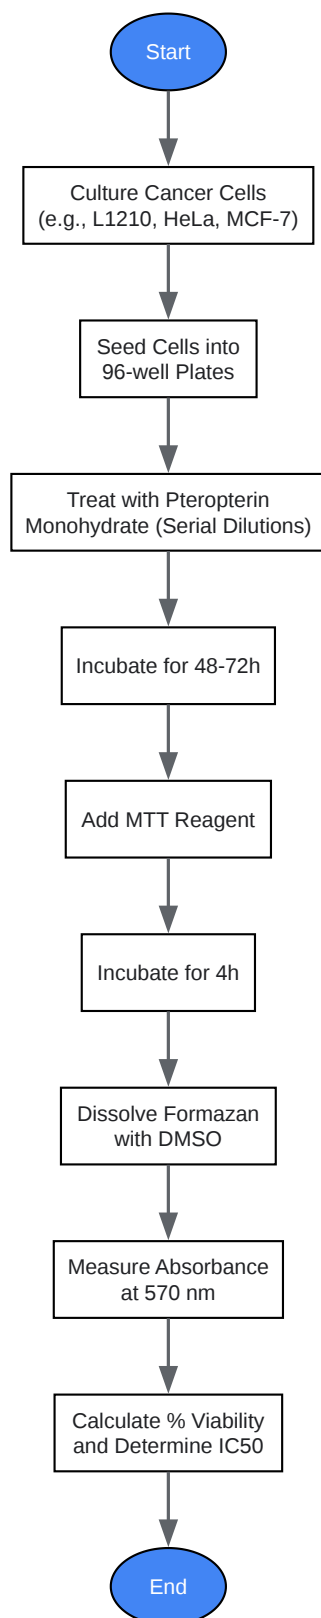 Start
Culture Cancer Cells
(e.g., L1210, HeLa, MCF-7)
Seed Cells into
96-well Plates
Treat with Pteropterin
Monohydrate (Serial Dilutions)
Incubate for 48-72h
Add MTT Reagent
Incubate for 4h
Dissolve Formazan
with DMSO
Measure Absorbance
at 570 nm
Calculate % Viability
and Determine IC50
End